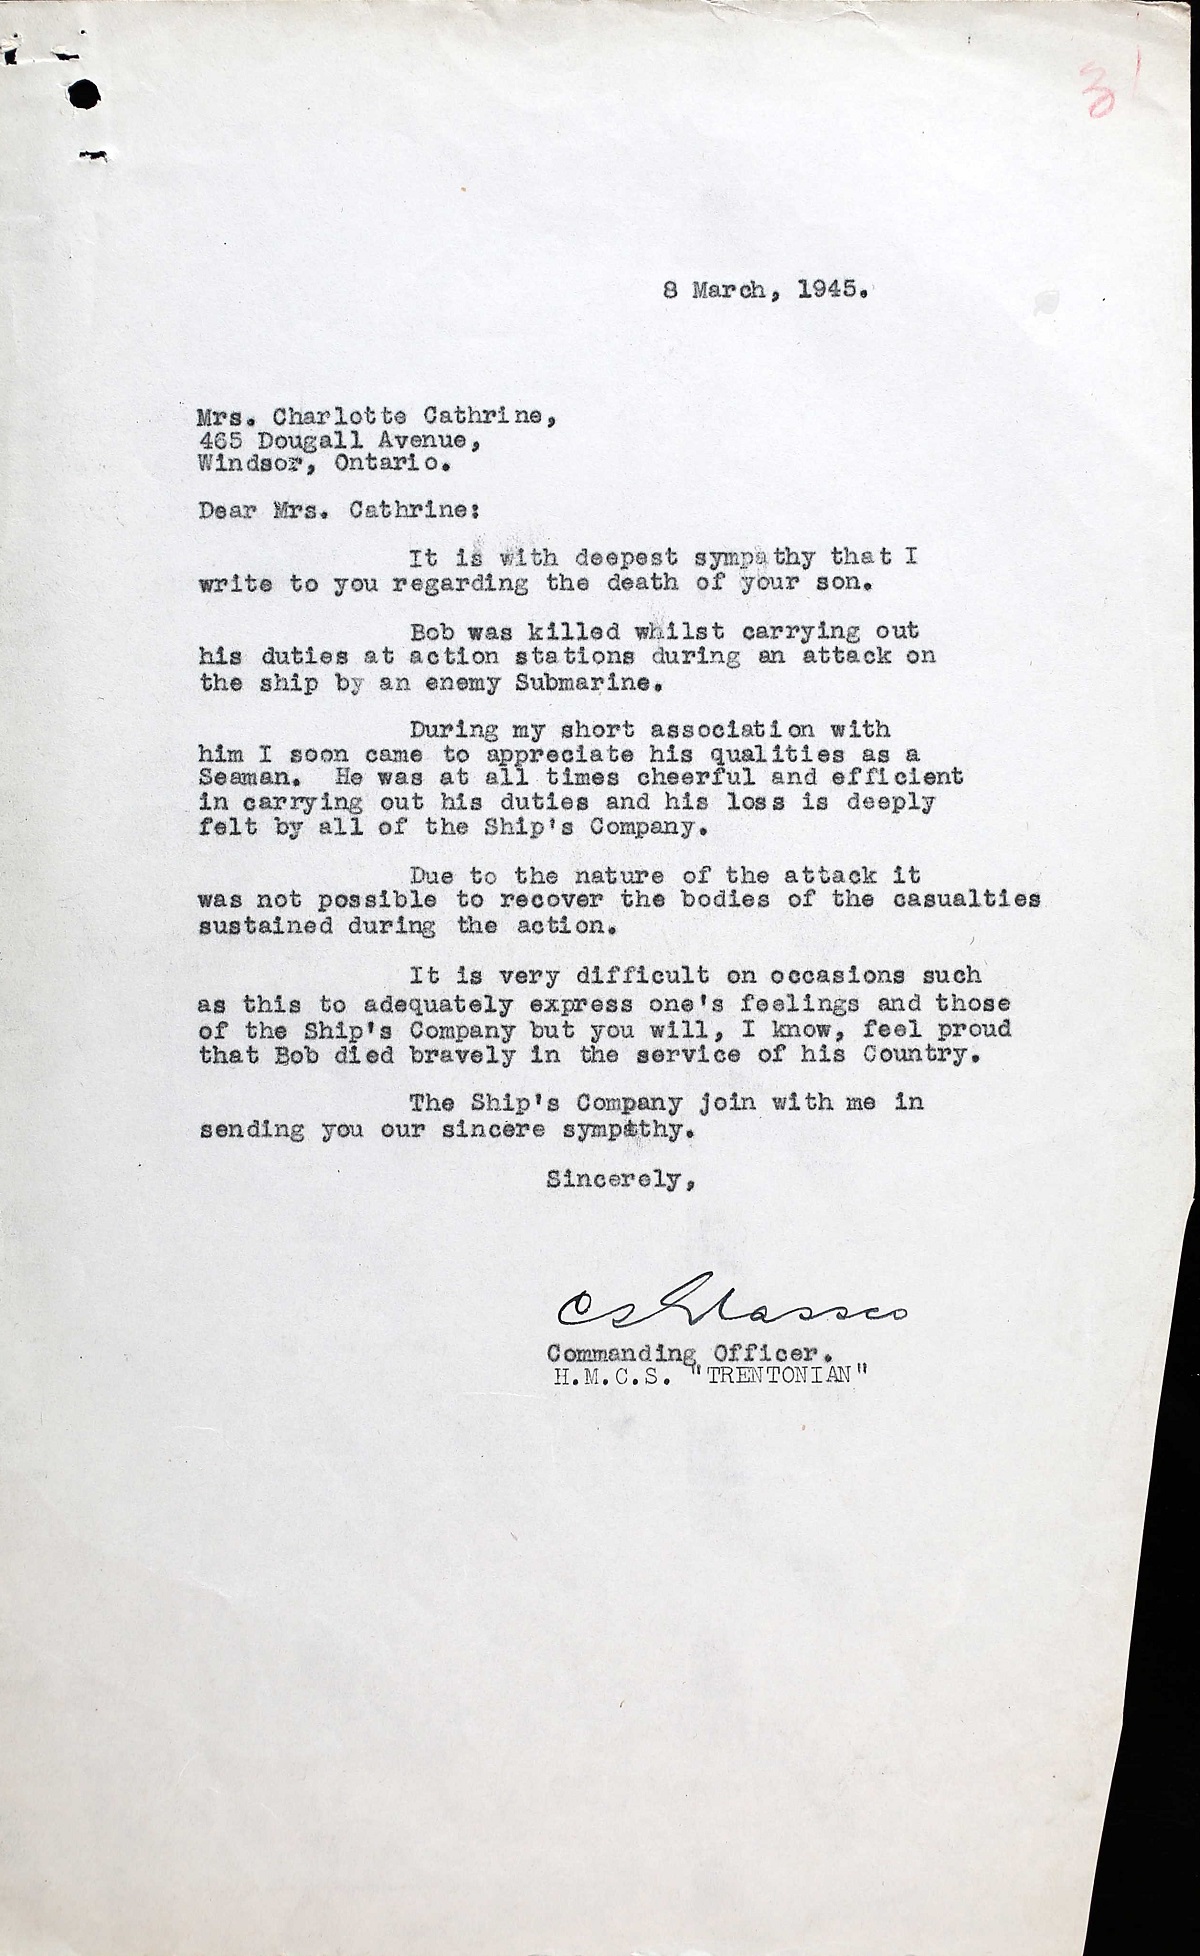 3
8 March, 1945.
Mrs. Charlotte Cathrine,
465 Dougall Avenue,
Windsor, Ontario.
Dear Mrs. Cathrine:
It is with deepest sympathy that I
write to you regarding the death of your son.
Bob was killed whilst carrying out
his duties at action stations during an attack on
the ship by an enemy Submarine.
During my short association with
him I soon came to appreciate his qualities as a
Seaman. He was at all times cheerful and efficient
in carrying out his duties and his loss is deeply
felt by all of the Ship's Company.
Due to the nature of the attack it
was not possible to recover the bodies of the casualties
sustained during the action.
It is very difficult on occasions such
as this to adequately express one's feelings and those
of the Ship's Company but you will, I know, feel proud
that Bob died bravely in the service of his Country.
The Ship's Company join with me in
sending you our sincere sympathy.
Sincerely,
Commanding Officer.
H.M.C.S. "TRENTONIAN"